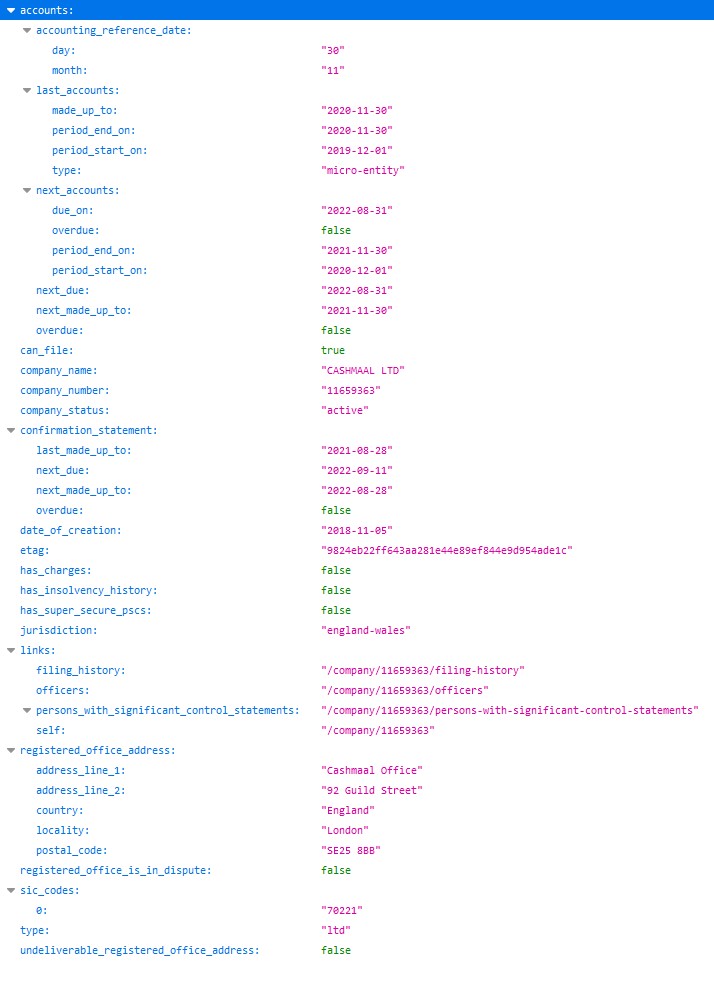 accounts:
accounting_reference_date:
day: "30"
month: "11"
last_accounts:
made_up_to: "2020-11-30"
period_end_on: "2020-11-30"
period_start_on: "2019-12-01"
type: "micro-entity"
next_accounts:
due_on: "2022-08-31"
overdue: false
period_end_on: "2021-11-30"
period_start_on: "2020-12-01"
next_due: "2022-08-31"
next_made_up_to: "2021-11-30"
overdue: false
can_file: true
company_name: "CASHMAAL LTD"
company_number: "11659363"
company_status: "active"
confirmation_statement:
last_made_up_to: "2021-08-28"
next_due: "2022-09-11"
next_made_up_to: "2022-08-28"
overdue: false
date_of_creation: "2018-11-05"
etag: "9824eb22ff643aa281e44e89ef844e9d954ade1c"
has_charges: false
has_insolvency_history: false
has_super_secure_pscs: false
jurisdiction: "england-wales"
links:
filing_history: "/company/11659363/filing-history"
officers: "/company/11659363/officers"
persons_with_significant_control_statements: "/company/11659363/persons-with-significant-control-statements"
self: "/company/11659363"
registered_office_address:
address_line_1: "Cashmaal Office"
address_line_2: "92 Guild Street"
country: "England"
locality: "London"
postal_code: "SE25 8BB"
registered_office_is_in_dispute: false
sic_codes:
0: "70221"
type: "ltd"
undeliverable_registered_office_address: false